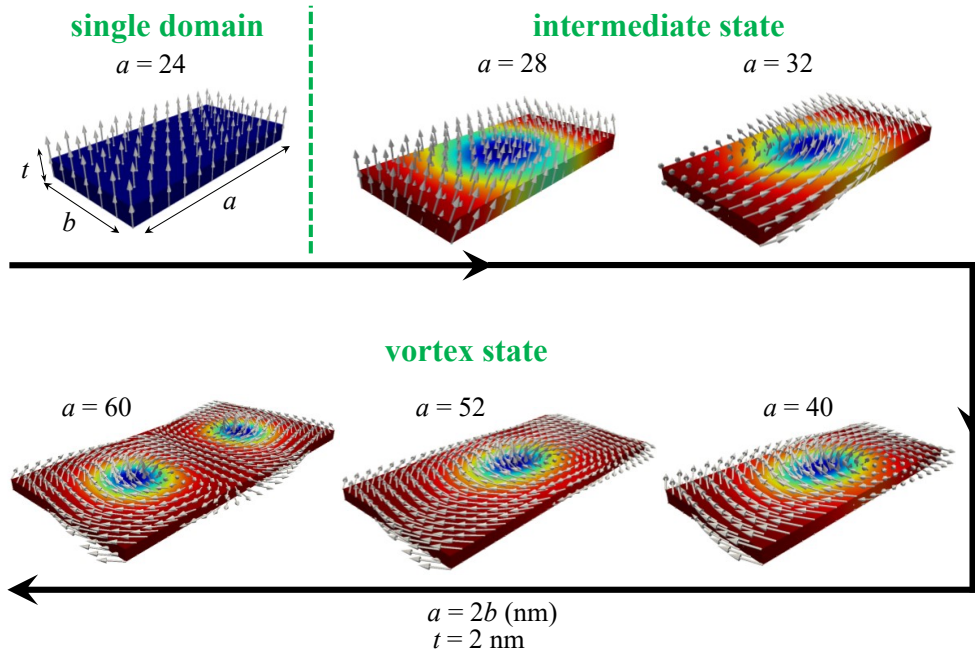 single domain
intermediate state
a = 24
a = 28
a = 32
t
b
a
vortex state
a = 60
a = 52
a = 40
a = 2b (nm)
t = 2 nm